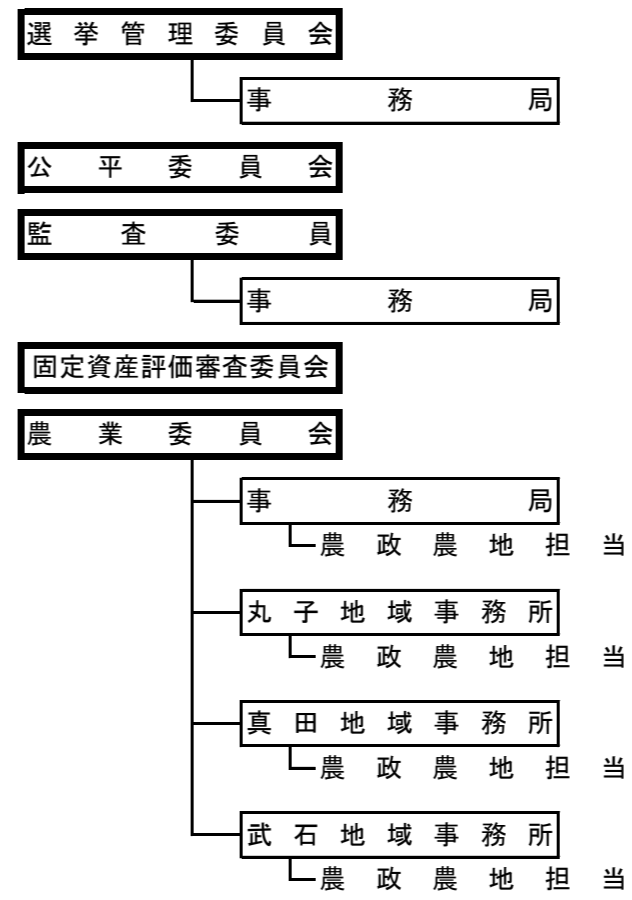 選挙管理委員会
事務局
公平委員会
監査委員
事務局
固定資産評価審査委員会
農業委員会
事務局
農政農地担当
丸子地域事務所
農政農地担当
真田地域事務所
農政農地担当
武石地域事務所
農政農地担当